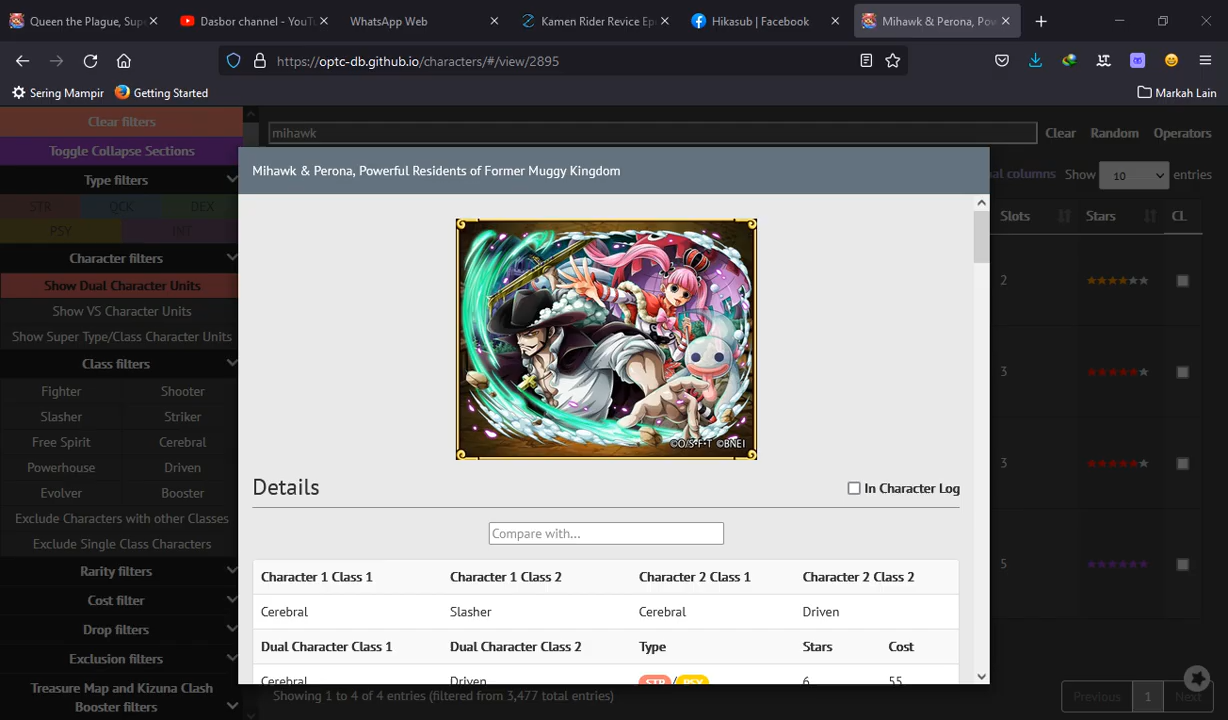 Queen the Plague, Sup
Dasbor channel - YouTu
WhatsApp Web
Kamen Rider Revice Epi
Hikasub | Facebook
Mihawk & Perona, Pow
https://optc-db.github.io/characters/#/view/2895
Sering Mampir
Getting Started
Markah Lain
Clear filters
mihawk
Clear
Random
Operators
Toggle Collapse Sections
Mihawk & Perona, Powerful Residents of Former Muggy Kingdom
nal columns
Show
10
entries
Type filters
STR
QCK
DEX
PSY
INT
Slots
Stars
CL
Character filters
Show Dual Character Units
Show VS Character Units
Show Super Type/Class Character Units
Class filters
Fighter
Shooter
Slasher
Striker
Free Spirit
Cerebral
Powerhouse
Driven
Evolver
Booster
Exclude Characters with other Classes
Exclude Single Class Characters
Rarity filters
Cost filter
Drop filters
Exclusion filters
Treasure Map and Kizuna Clash
Booster filters
2
3
3
5
©O/S·F·T ©BNEI
Details
In Character Log
Compare with...
Character 1 Class 1
Character 1 Class 2
Character 2 Class 1
Character 2 Class 2
Cerebral
Slasher
Cerebral
Driven
Dual Character Class 1
Dual Character Class 2
Type
Stars
Cost
Cerebral
Driven
STR/PSY
6
55
Showing 1 to 4 of 4 entries (filtered from 3,477 total entries)
Previous
1
Next